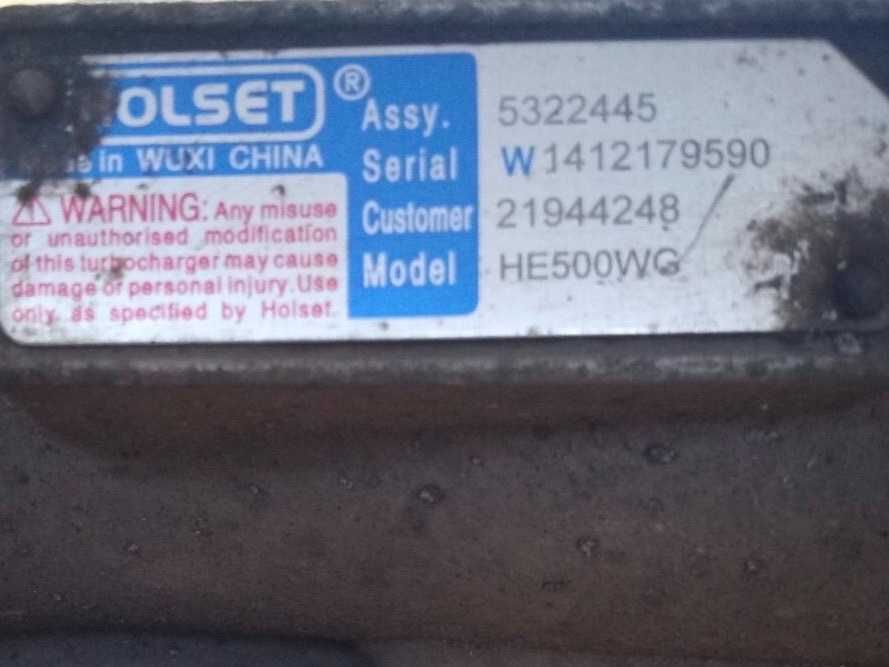 HOLSET ®
in WUXI CHINA
⚠ WARNING: Any misuse
or unauthorised modification
of this turbocharger may cause
damage or personal injury. Use
only as specified by Holset.
Assy. 5322445
Serial W1412179590
Customer 21944248
Model HE500WG